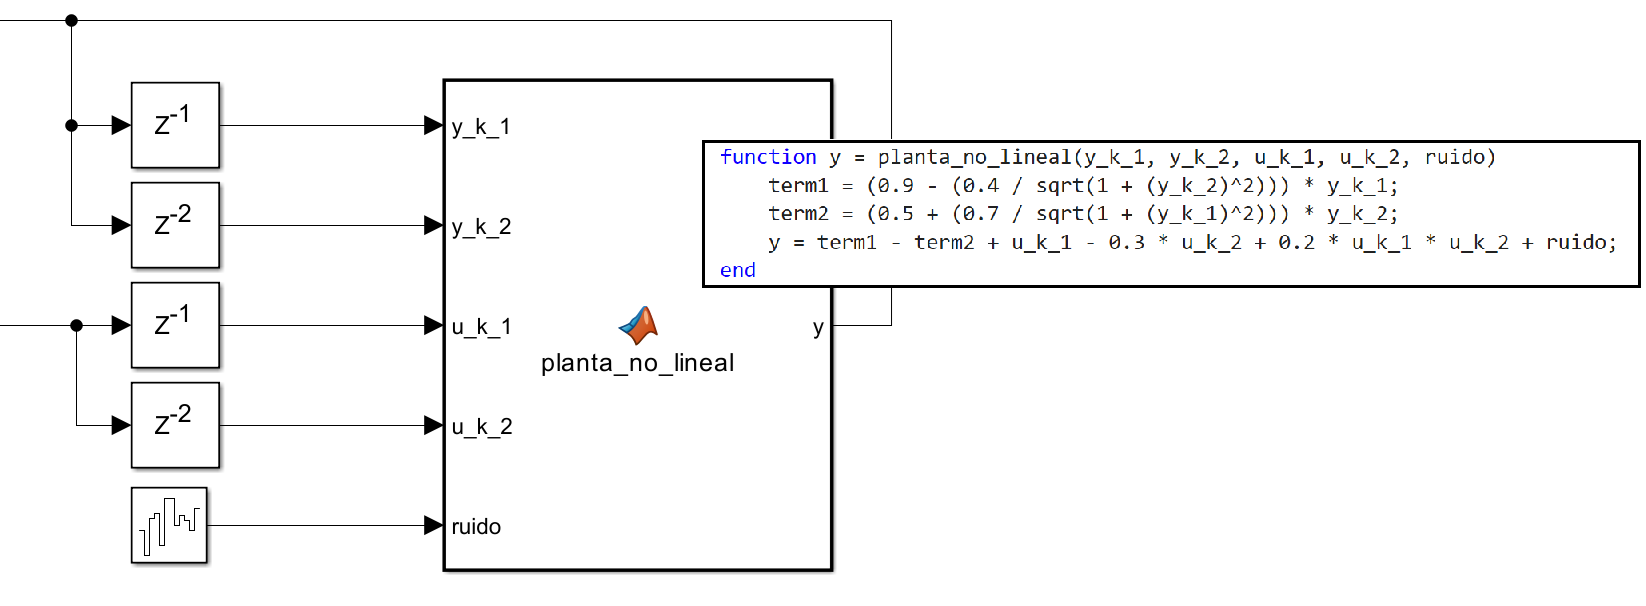 z-1
y_k_1
z-2
y_k_2
z-1
u_k_1
z-2
u_k_2
ruido
planta_no_lineal
y
function y = planta_no_lineal(y_k_1, y_k_2, u_k_1, u_k_2, ruido)
term1 = (0.9 - (0.4 / sqrt(1 + (y_k_2)^2))) * y_k_1;
term2 = (0.5 + (0.7 / sqrt(1 + (y_k_1)^2))) * y_k_2;
y = term1 - term2 + u_k_1 - 0.3 * u_k_2 + 0.2 * u_k_1 * u_k_2 + ruido;
end